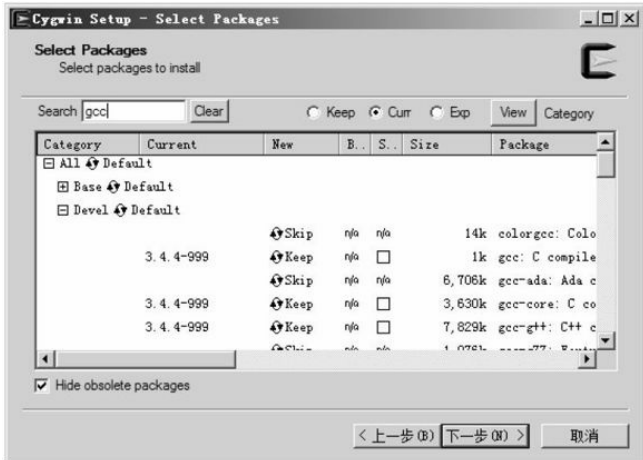 Cygwin Setup - Select Packages
Select Packages
Select packages to install
Search gcc Clear Keep Curr Exp View Category
Category Current New B.. S.. Size Package
All Default
Base Default
Devel Default
Skip n/a n/a 14k colorgcc: Colo
3.4.4-999 Keep n/a 1k gcc: C compile
Skip n/a n/a 6,706k gcc-ada: Ada c
3.4.4-999 Keep n/a 3,630k gcc-core: C co
3.4.4-999 Keep n/a 7,829k gcc-g++: C++ c
Hide obsolete packages
<上一步(B) 下一步(N)> 取消